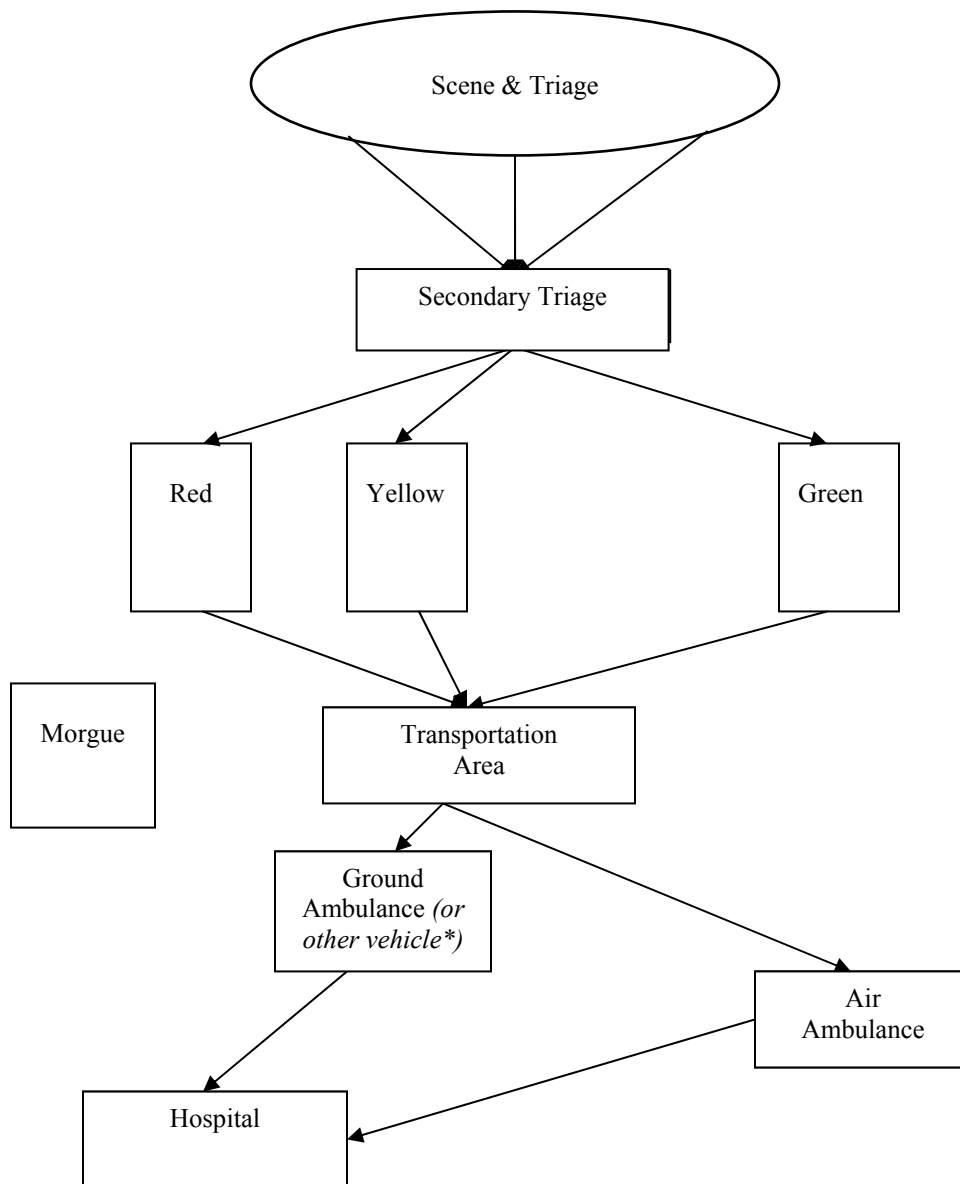 Scene & Triage
Secondary Triage
Red
Yellow
Green
Morgue
Transportation
Area
Ground
Ambulance (or
other vehicle*)
Air
Ambulance
Hospital